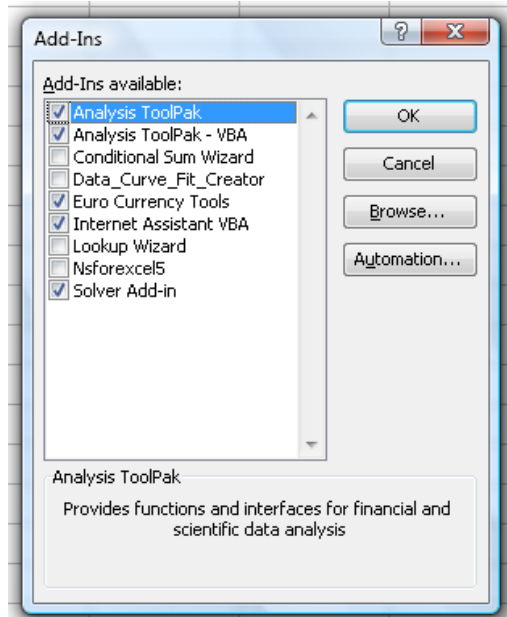 Add-Ins
?
X
Add-Ins available:
Analysis ToolPak
Analysis ToolPak - VBA
Conditional Sum Wizard
Data_Curve_Fit_Creator
Euro Currency Tools
Internet Assistant VBA
Lookup Wizard
Nsforexcel5
Solver Add-in
OK
Cancel
Browse...
Automation...
Analysis ToolPak
Provides functions and interfaces for financial and
scientific data analysis